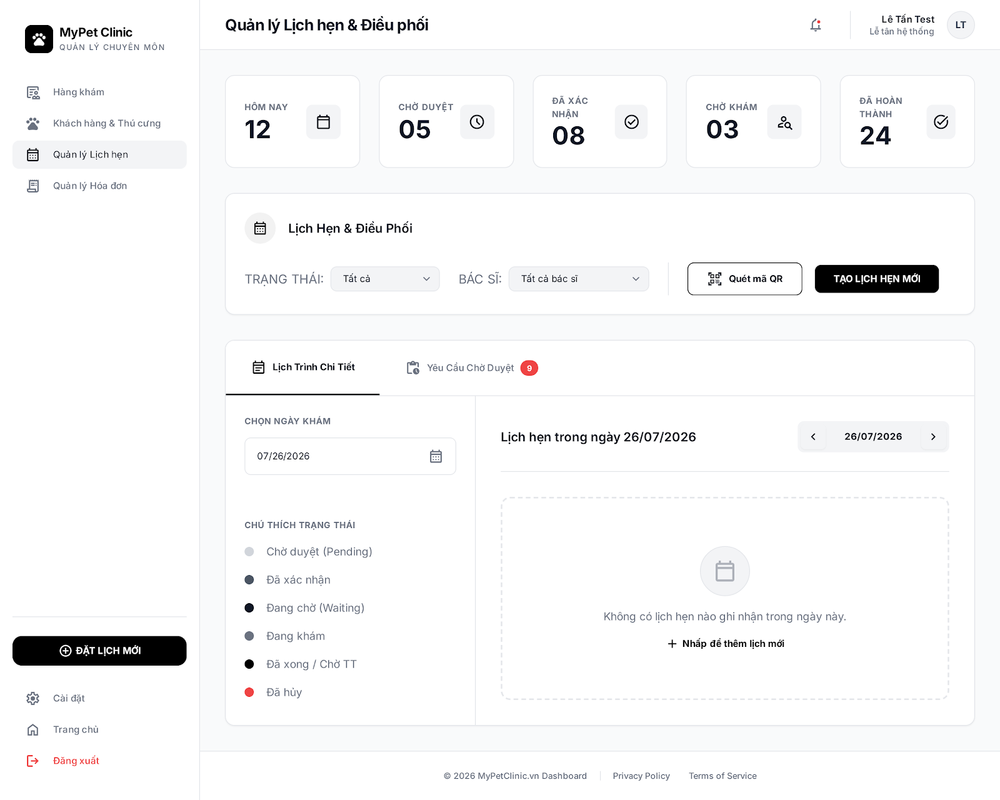 MyPet Clinic
QUẢN LÝ CHUYÊN MÔN
Hàng khám
Khách hàng & Thú cưng
Quản lý Lịch hẹn
Quản lý Hóa đơn
ĐẶT LỊCH MỚI
Cài đặt
Trang chủ
Đăng xuất
Quản lý Lịch hẹn & Điều phối
Lê Tấn Test
Lễ tân hệ thống
LT
HÔM NAY
12
CHỜ DUYỆT
05
ĐÃ XÁC
NHẬN
08
CHỜ KHÁM
03
ĐÃ HOÀN
THÀNH
24
Lịch Hẹn & Điều Phối
TRẠNG THÁI:
Tất cả
BÁC SĨ:
Tất cả bác sĩ
Quét mã QR
TẠO LỊCH HẸN MỚI
Lịch Trình Chi Tiết
Yêu Cầu Chờ Duyệt
9
CHỌN NGÀY KHÁM
07/26/2026
CHÚ THÍCH TRẠNG THÁI
Chờ duyệt (Pending)
Đã xác nhận
Đang chờ (Waiting)
Đang khám
Đã xong / Chờ TT
Đã hủy
Lịch hẹn trong ngày 26/07/2026
26/07/2026
Không có lịch hẹn nào ghi nhận trong ngày này.
Nhấp để thêm lịch mới
© 2026 MyPetClinic.vn Dashboard
Privacy Policy
Terms of Service